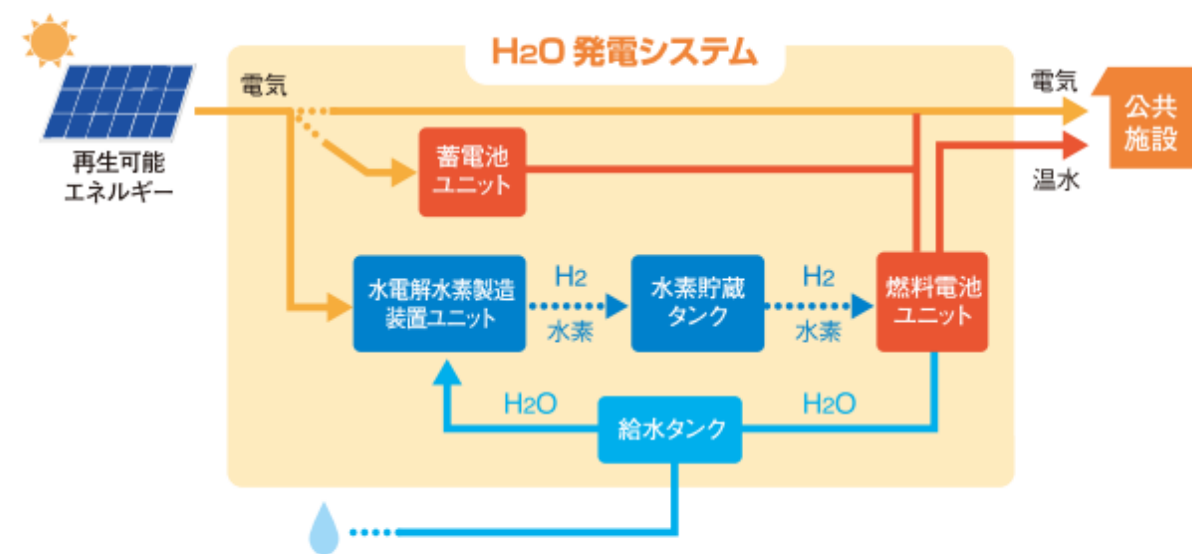 H2O 発電システム
電気
電気
公共
施設
再生可能
エネルギー
蓄電池
ユニット
温水
水電解水素製造
装置ユニット
H2
水素
水素貯蔵
タンク
H2
水素
燃料電池
ユニット
H2O
給水タンク
H2O